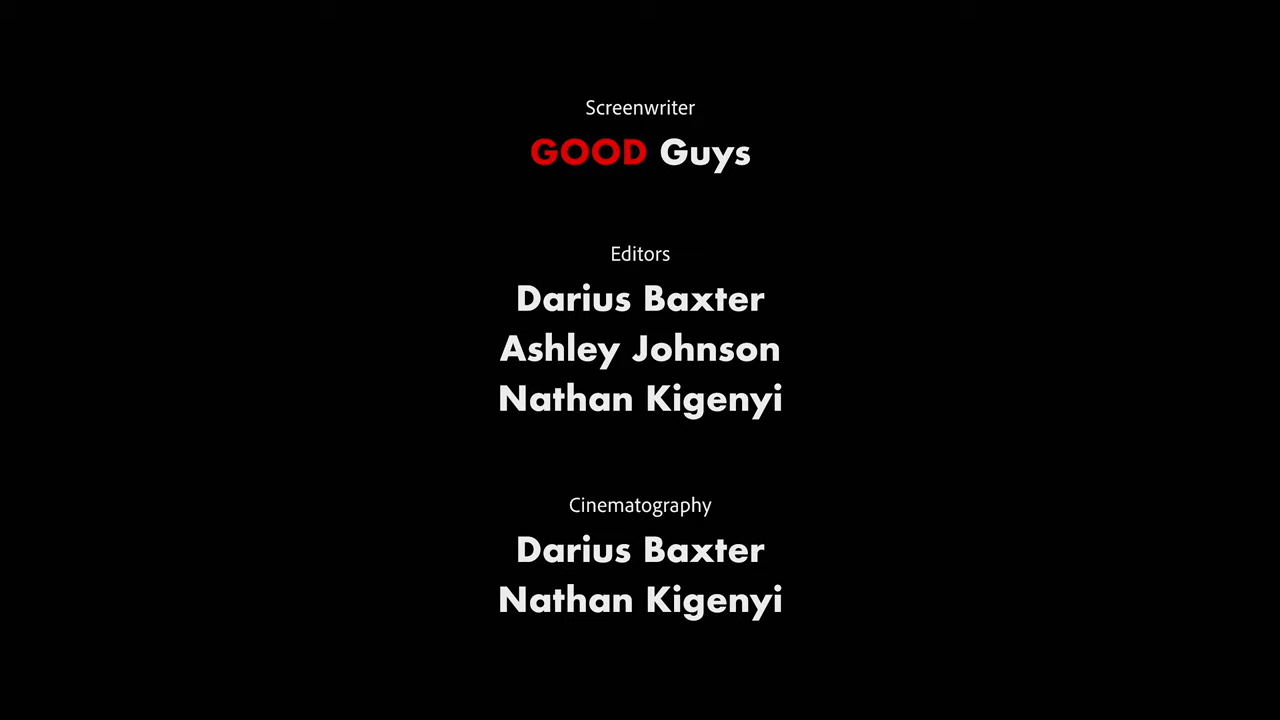 Screenwriter
GOOD Guys
Editors
Darius Baxter
Ashley Johnson
Nathan Kigenyi
Cinematography
Darius Baxter
Nathan Kigenyi